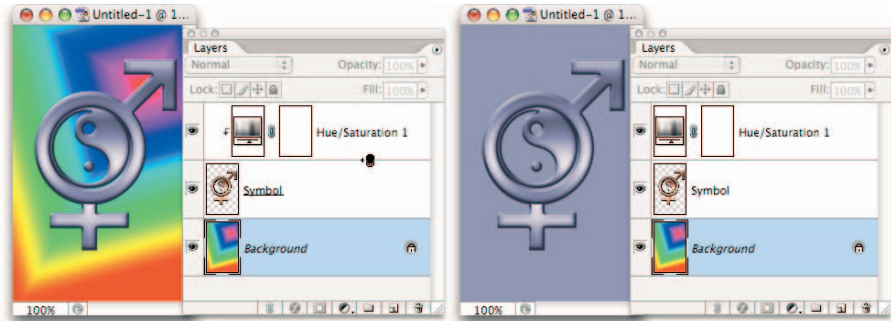 Untitled-1 @ 1...
Layers
Normal
Opacity: 100%
Lock:
Fill: 100%
Hue/Saturation 1
Symbol
Background
100%
Untitled-1 @ 1...
Layers
Normal
Opacity: 100%
Lock:
Fill: 100%
Hue/Saturation 1
Symbol
Background
100%